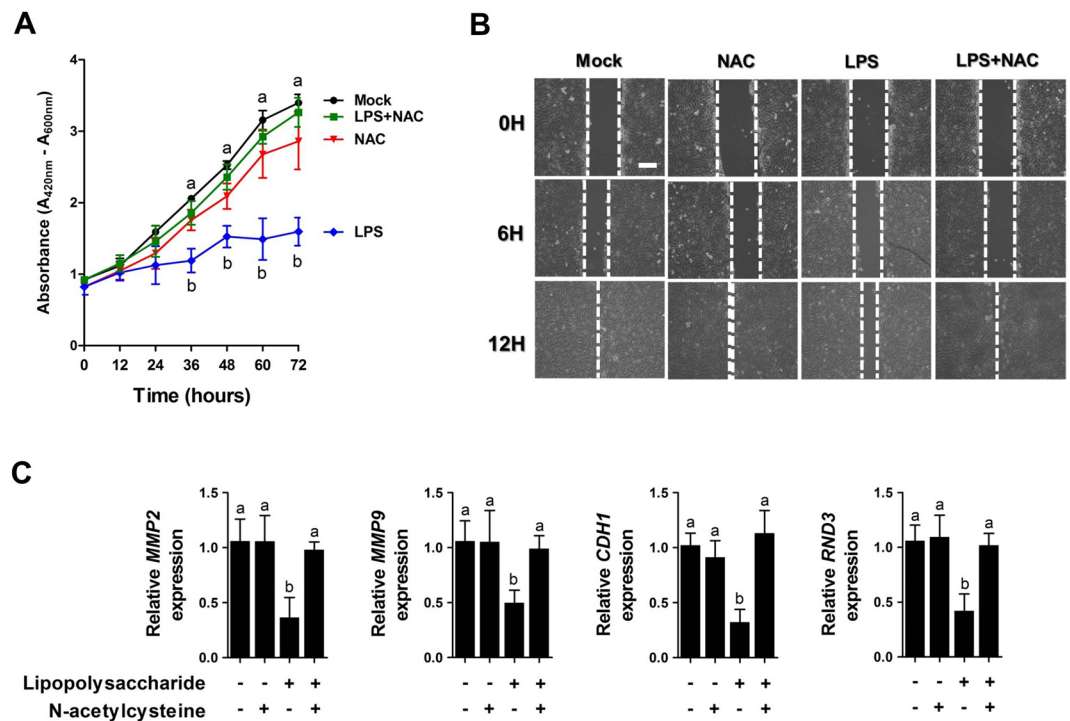 A
4
3
2
1
0
Absorbance (A420nm - A600nm)
a
a
a
a
b
b
b
b
Mock
LPS+NAC
NAC
LPS
0 12 24 36 48 60 72
Time (hours)
B
Mock NAC LPS LPS+NAC
0H
6H
12H
C
Relative MMP2
expression
1.5
1.0
0.5
0.0
a a b a
Relative MMP9
expression
1.5
1.0
0.5
0.0
a a b a
Relative CDH1
expression
1.5
1.0
0.5
0.0
a a b a
Relative RND3
expression
1.5
1.0
0.5
0.0
a a b a
Lipopolysaccharide - - + + - - + + - - + + - - + +
N-acetylcysteine - + - + - + - + - + - + - + - +